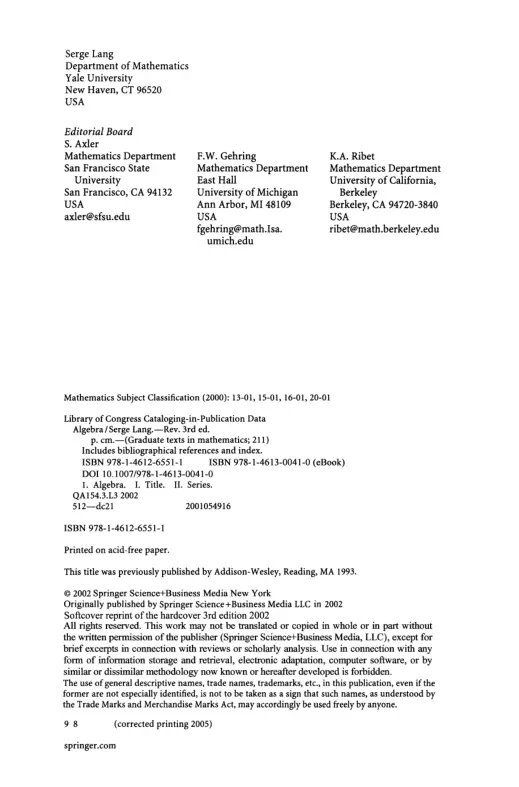 Serge Lang
Department of Mathematics
Yale University
New Haven, CT 96520
USA
Editorial Board
S. Axler
Mathematics Department
San Francisco State
University
San Francisco, CA 94132
USA
axler@sfsu.edu
F.W. Gehring
Mathematics Department
East Hall
University of Michigan
Ann Arbor, MI 48109
USA
fgehring@math.lsa.
umich.edu
K.A. Ribet
Mathematics Department
University of California,
Berkeley
Berkeley, CA 94720-3840
USA
ribet@math.berkeley.edu
Mathematics Subject Classification (2000): 13-01, 15-01, 16-01, 20-01
Library of Congress Cataloging-in-Publication Data
Algebra/Serge Lang.—Rev. 3rd ed.
p. cm.—(Graduate texts in mathematics; 211)
Includes bibliographical references and index.
ISBN 978-1-4612-6551-1 ISBN 978-1-4613-0041-0 (eBook)
DOI 10.1007/978-1-4613-0041-0
1. Algebra. I. Title. II. Series.
QA154.3.L3 2002
512—dc21 2001054916
ISBN 978-1-4612-6551-1
Printed on acid-free paper.
This title was previously published by Addison-Wesley, Reading, MA 1993.
© 2002 Springer Science+Business Media New York
Originally published by Springer Science+Business Media LLC in 2002
Softcover reprint of the hardcover 3rd edition 2002
All rights reserved. This work may not be translated or copied in whole or in part without
the written permission of the publisher (Springer Science+Business Media, LLC), except for
brief excerpts in connection with reviews or scholarly analysis. Use in connection with any
form of information storage and retrieval, electronic adaptation, computer software, or by
similar or dissimilar methodology now known or hereafter developed is forbidden.
The use of general descriptive names, trade names, trademarks, etc., in this publication, even if the
former are not especially identified, is not to be taken as a sign that such names, as understood by
the Trade Marks and Merchandise Marks Act, may accordingly be used freely by anyone.
9 8 (corrected printing 2005)
springer.com